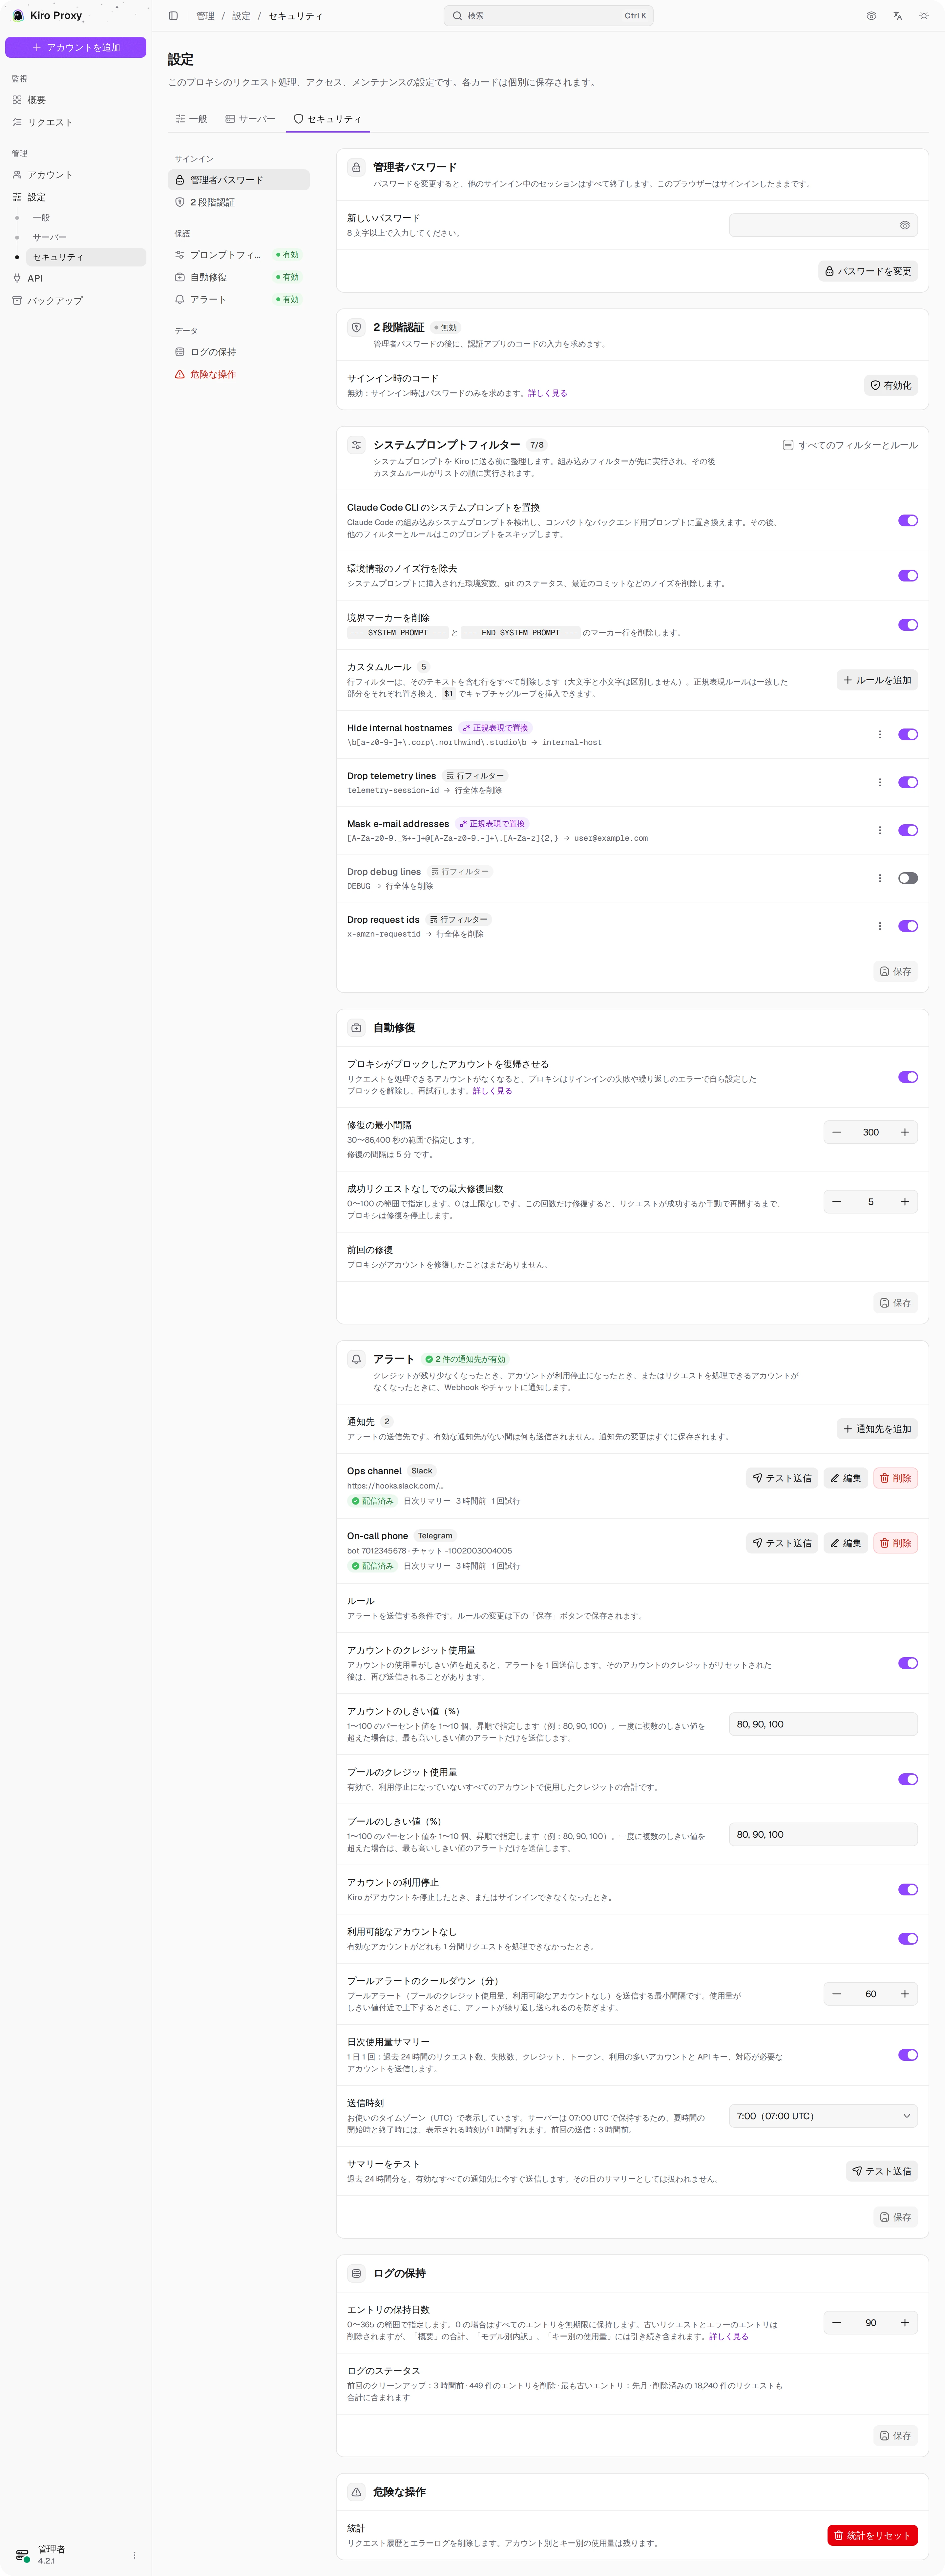 Kiro Proxy
アカウントを追加
監視
概要
リクエスト
管理
アカウント
設定
一般
サーバー
セキュリティ
API
バックアップ
管理者
4.2.1
管理 / 設定 / セキュリティ
検索 Ctrl K
設定
このプロキシのリクエスト処理、アクセス、メンテナンスの設定です。各カードは個別に保存されます。
一般 サーバー セキュリティ
サインイン
管理者パスワード
2 段階認証
保護
プロンプトフィ... 有効
自動修復 有効
アラート 有効
データ
ログの保持
危険な操作
管理者パスワード
パスワードを変更すると、他のサインイン中のセッションはすべて終了します。このブラウザーはサインインしたままです。
新しいパスワード
8 文字以上で入力してください。
パスワードを変更
2 段階認証 無効
管理者パスワードの後に、認証アプリのコードの入力を求めます。
サインイン時のコード
無効：サインイン時はパスワードのみを求めます。詳しく見る
有効化
システムプロンプトフィルター 7/8
すべてのフィルターとルール
システムプロンプトを Kiro に送る前に整理します。組み込みフィルターが先に実行され、その後
カスタムルールがリストの順に実行されます。
Claude Code CLI のシステムプロンプトを置換
Claude Code の組み込みシステムプロンプトを検出し、コンパクトなバックエンド用プロンプトに置き換えます。その後、
他のフィルターとルールはこのプロンプトをスキップします。
環境情報のノイズ行を除去
システムプロンプトに挿入された環境変数、git のステータス、最近のコミットなどのノイズを削除します。
境界マーカーを削除
--- SYSTEM PROMPT --- と --- END SYSTEM PROMPT --- のマーカー行を削除します。
カスタムルール 5
行フィルターは、そのテキストを含む行をすべて削除します（大文字と小文字は区別しません）。正規表現ルールは一致した
部分をそれぞれ置き換え、$1 でキャプチャグループを挿入できます。
ルールを追加
Hide internal hostnames 正規表現で置換
\b[a-z0-9-]+\.corp\.northwind\.studio\b → internal-host
Drop telemetry lines 行フィルター
telemetry-session-id → 行全体を削除
Mask e-mail addresses 正規表現で置換
[A-Za-z0-9._%+-]+@[A-Za-z0-9.-]+\.[A-Za-z]{2,} → user@example.com
Drop debug lines 行フィルター
DEBUG → 行全体を削除
Drop request ids 行フィルター
x-amzn-requestid → 行全体を削除
保存
自動修復
プロキシがブロックしたアカウントを復帰させる
リクエストを処理できるアカウントがなくなると、プロキシはサインインの失敗や繰り返しのエラーで自ら設定した
ブロックを解除し、再試行します。詳しく見る
修復の最小間隔
30〜86,400 秒の範囲で指定します。
修復の間隔は 5 分 です。
300
成功リクエストなしでの最大修復回数
0〜100 の範囲で指定します。0 は上限なしです。この回数だけ修復すると、リクエストが成功するか手動で再開するまで、
プロキシは修復を停止します。
5
前回の修復
プロキシがアカウントを修復したことはまだありません。
保存
アラート 2 件の通知先が有効
クレジットが残り少なくなったとき、アカウントが利用停止になったとき、またはリクエストを処理できるアカウントが
なくなったときに、Webhook やチャットに通知します。
通知先 2
アラートの送信先です。有効な通知先がない間は何も送信されません。通知先の変更はすぐに保存されます。
通知先を追加
Ops channel Slack
https://hooks.slack.com/...
配信済み 日次サマリー 3 時間前 1 回試行
テスト送信 編集 削除
On-call phone Telegram
bot 7012345678 · チャット -1002003004005
配信済み 日次サマリー 3 時間前 1 回試行
テスト送信 編集 削除
ルール
アラートを送信する条件です。ルールの変更は下の「保存」ボタンで保存されます。
アカウントのクレジット使用量
アカウントの使用量がしきい値を超えると、アラートを 1 回送信します。そのアカウントのクレジットがリセットされた
後は、再び送信されることがあります。
アカウントのしきい値（%）
1〜100 のパーセント値を 1〜10 個、昇順で指定します（例：80, 90, 100）。一度に複数のしきい値を
超えた場合は、最も高いしきい値のアラートだけを送信します。
80, 90, 100
プールのクレジット使用量
有効で、利用停止になっていないすべてのアカウントで使用したクレジットの合計です。
プールのしきい値（%）
1〜100 のパーセント値を 1〜10 個、昇順で指定します（例：80, 90, 100）。一度に複数のしきい値を
超えた場合は、最も高いしきい値のアラートだけを送信します。
80, 90, 100
アカウントの利用停止
Kiro がアカウントを停止したとき、またはサインインできなくなったとき。
利用可能なアカウントなし
有効なアカウントがどれも 1 分間リクエストを処理できなかったとき。
プールアラートのクールダウン（分）
プールアラート（プールのクレジット使用量、利用可能なアカウントなし）を送信する最小間隔です。使用量が
しきい値付近で上下するときに、アラートが繰り返し送られるのを防ぎます。
60
日次使用量サマリー
1 日 1 回：過去 24 時間のリクエスト数、失敗数、クレジット、トークン、利用の多いアカウントと API キー、対応が必要な
アカウントを送信します。
送信時刻
お使いのタイムゾーン（UTC）で表示しています。サーバーは 07:00 UTC で保持するため、夏時間の
開始時と終了時には、表示される時刻が 1 時間ずれます。前回の送信：3 時間前。
7:00（07:00 UTC）
サマリーをテスト
過去 24 時間分を、有効なすべての通知先に今すぐ送信します。その日のサマリーとしては扱われません。
テスト送信
保存
ログの保持
エントリの保持日数
0〜365 の範囲で指定します。0 の場合はすべてのエントリを無期限に保持します。古いリクエストとエラーのエントリは
削除されますが、「概要」の合計、「モデル別内訳」、「キー別の使用量」には引き続き含まれます。詳しく見る
90
ログのステータス
前回のクリーンアップ：3 時間前 · 449 件のエントリを削除 · 最も古いエントリ：先月 · 削除済みの 18,240 件のリクエストも
合計に含まれます
保存
危険な操作
統計
リクエスト履歴とエラーログを削除します。アカウント別とキー別の使用量は残ります。
統計をリセット